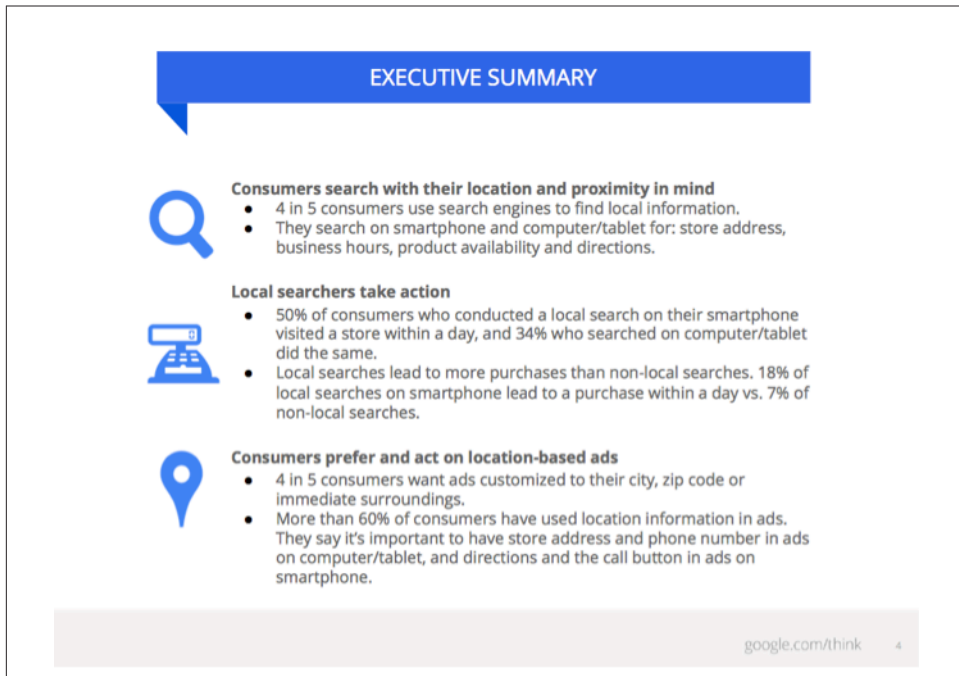 EXECUTIVE SUMMARY
Consumers search with their location and proximity in mind
● 4 in 5 consumers use search engines to find local information.
● They search on smartphone and computer/tablet for: store address,
business hours, product availability and directions.
Local searchers take action
● 50% of consumers who conducted a local search on their smartphone
visited a store within a day, and 34% who searched on computer/tablet
did the same.
● Local searches lead to more purchases than non-local searches. 18% of
local searches on smartphone lead to a purchase within a day vs. 7% of
non-local searches.
0
Consumers prefer and act on location-based ads
● 4 in 5 consumers want ads customized to their city, zip code or
immediate surroundings.
● More than 60% of consumers have used location information in ads.
They say it's important to have store address and phone number in ads
on computer/tablet, and directions and the call button in ads on
smartphone.
google.com/think 4